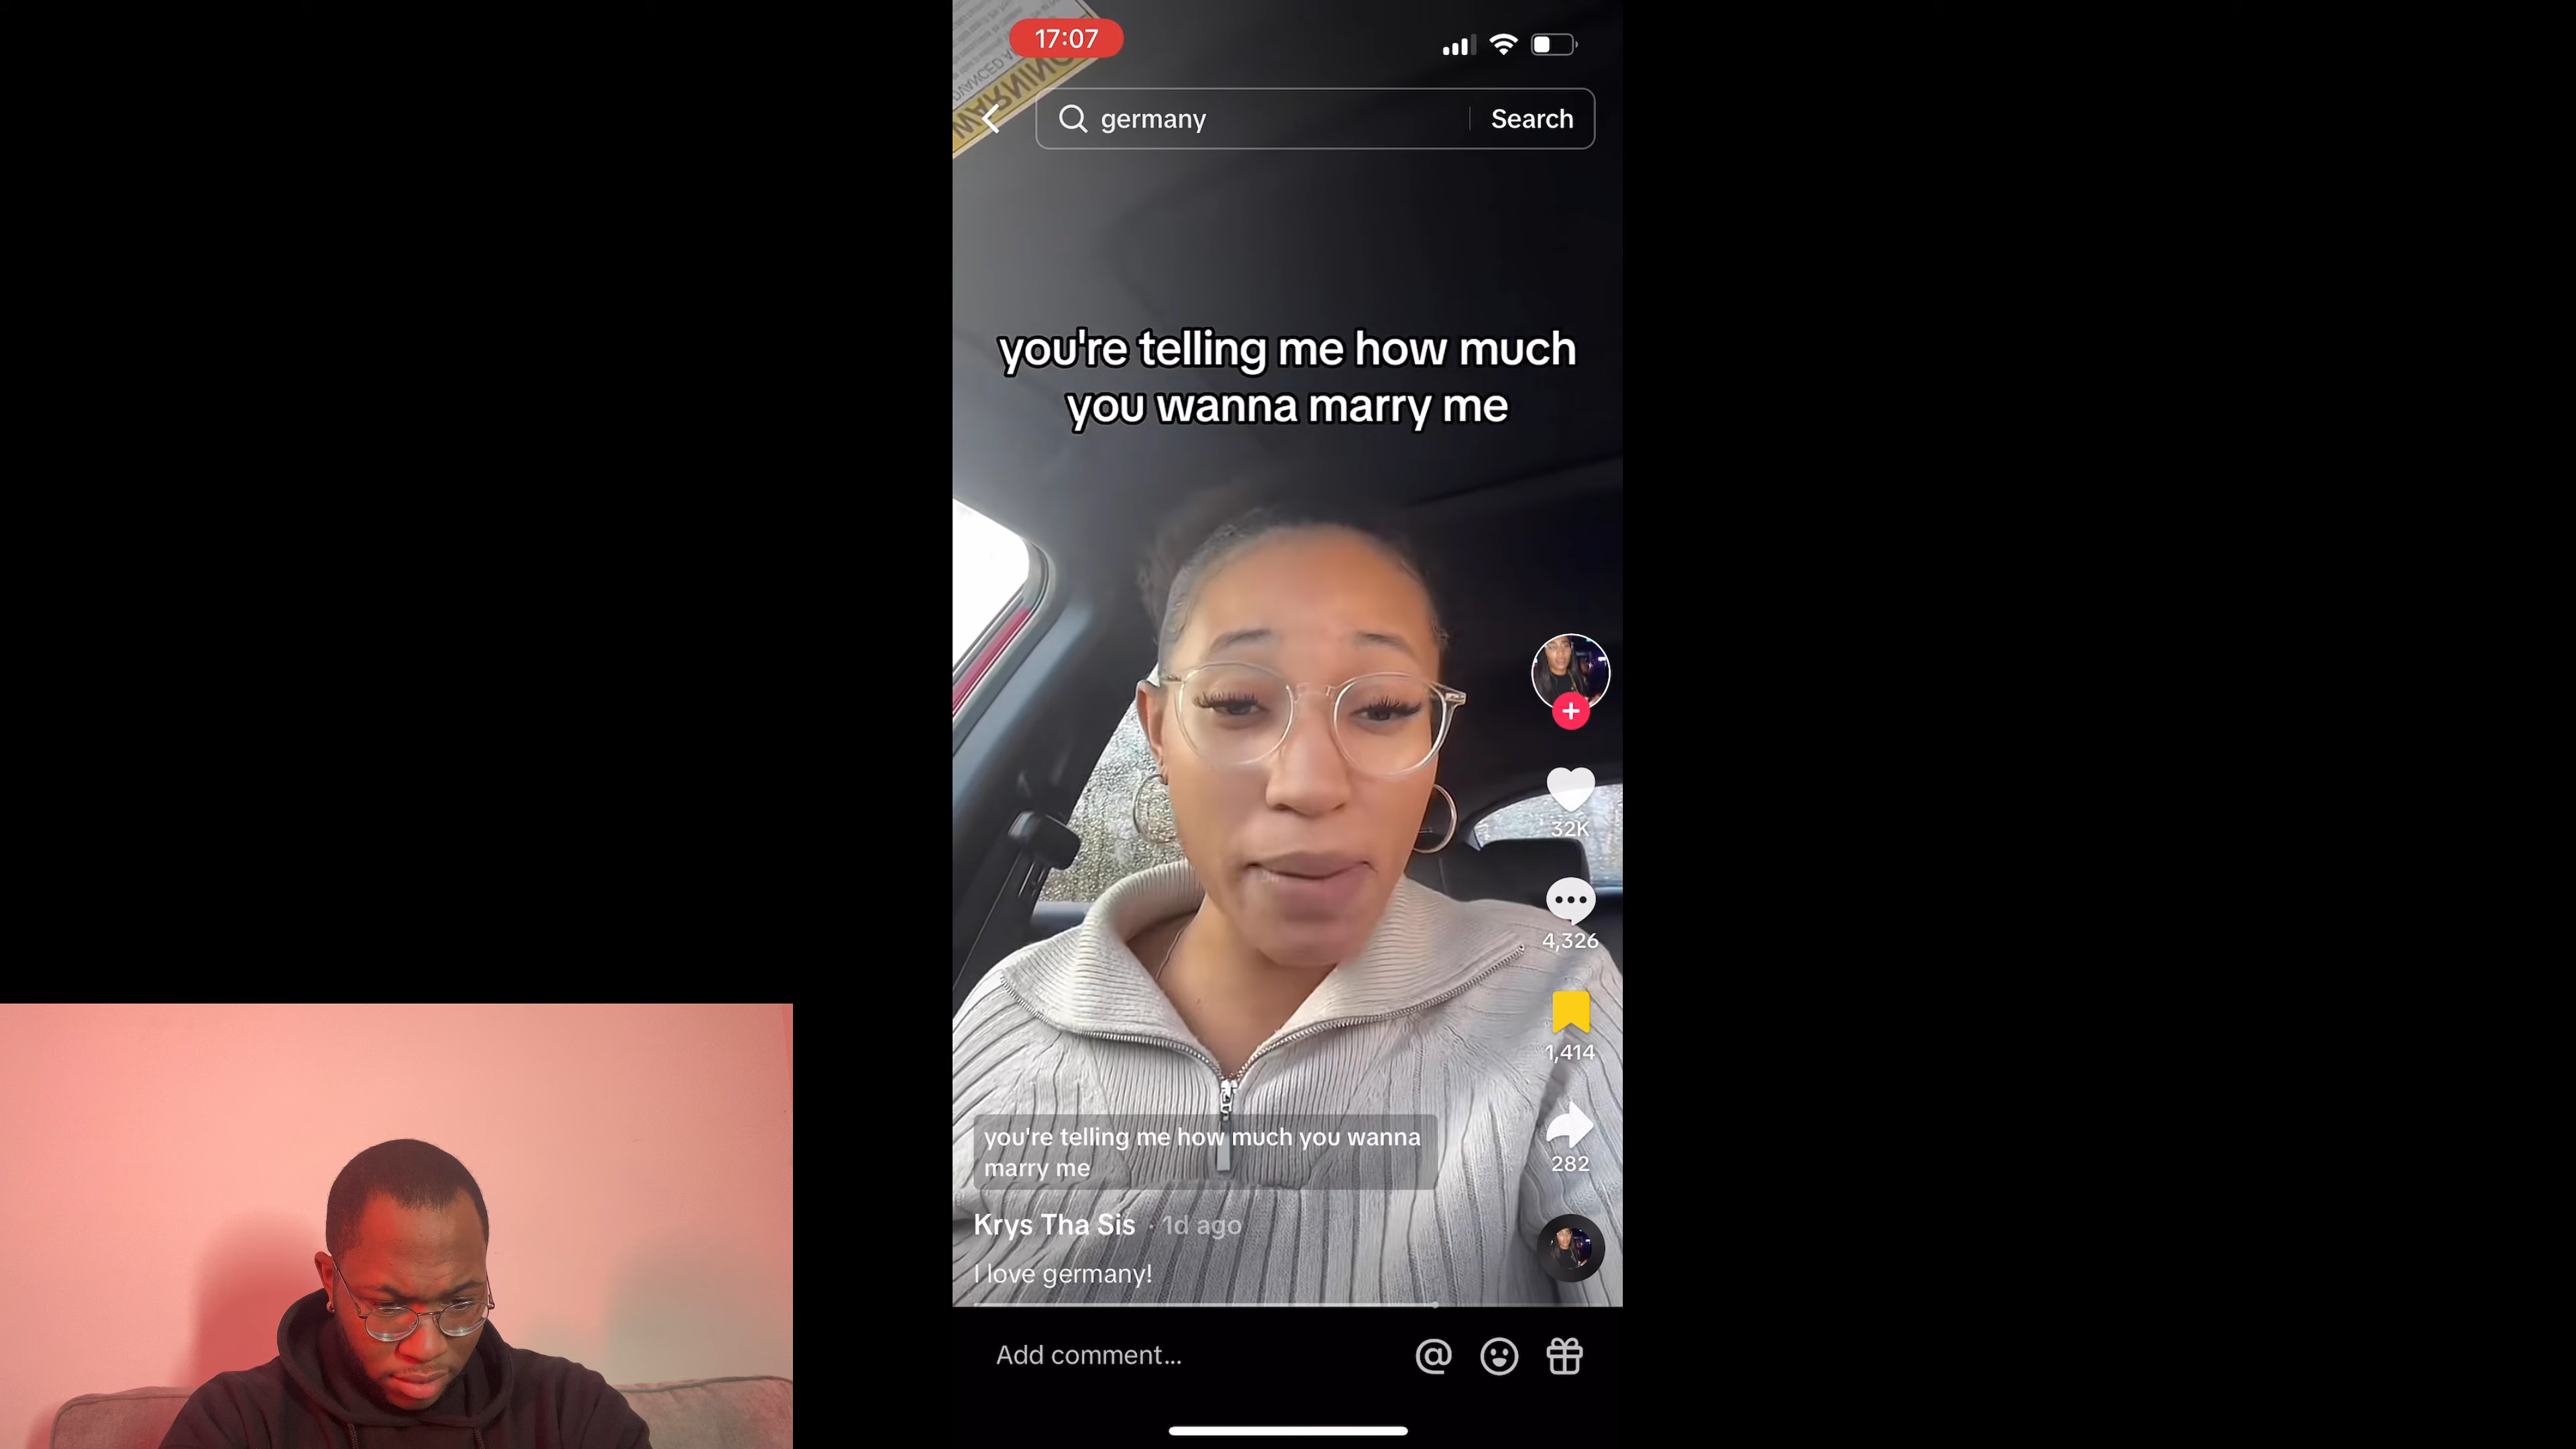 17:07
WARNING
germany
Search
you're telling me how much
you wanna marry me
32K
4,326
1,414
282
you're telling me how much you wanna
marry me
Krys Tha Sis · 1d ago
I love germany!
Add comment...